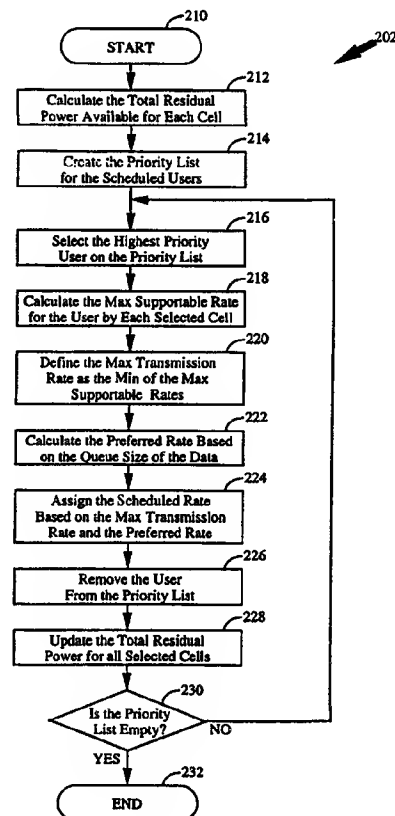 210
START
202
212
Calculate the Total Residual
Power Available for Each Cell
214
Create the Priority List
for the Scheduled Users
216
Select the Highest Priority
User on the Priority List
218
Calculate the Max Supportable Rate
for the User by Each Selected Cell
220
Define the Max Transmission
Rate as the Min of the Max
Supportable Rates
222
Calculate the Preferred Rate Based
on the Queue Size of the Data
224
Assign the Scheduled Rate
Based on the Max Transmission
Rate and the Preferred Rate
226
Remove the User
From the Priority List
228
Update the Total Residual
Power for all Selected Cells
230
Is the Priority
List Empty?
NO
YES
232
END